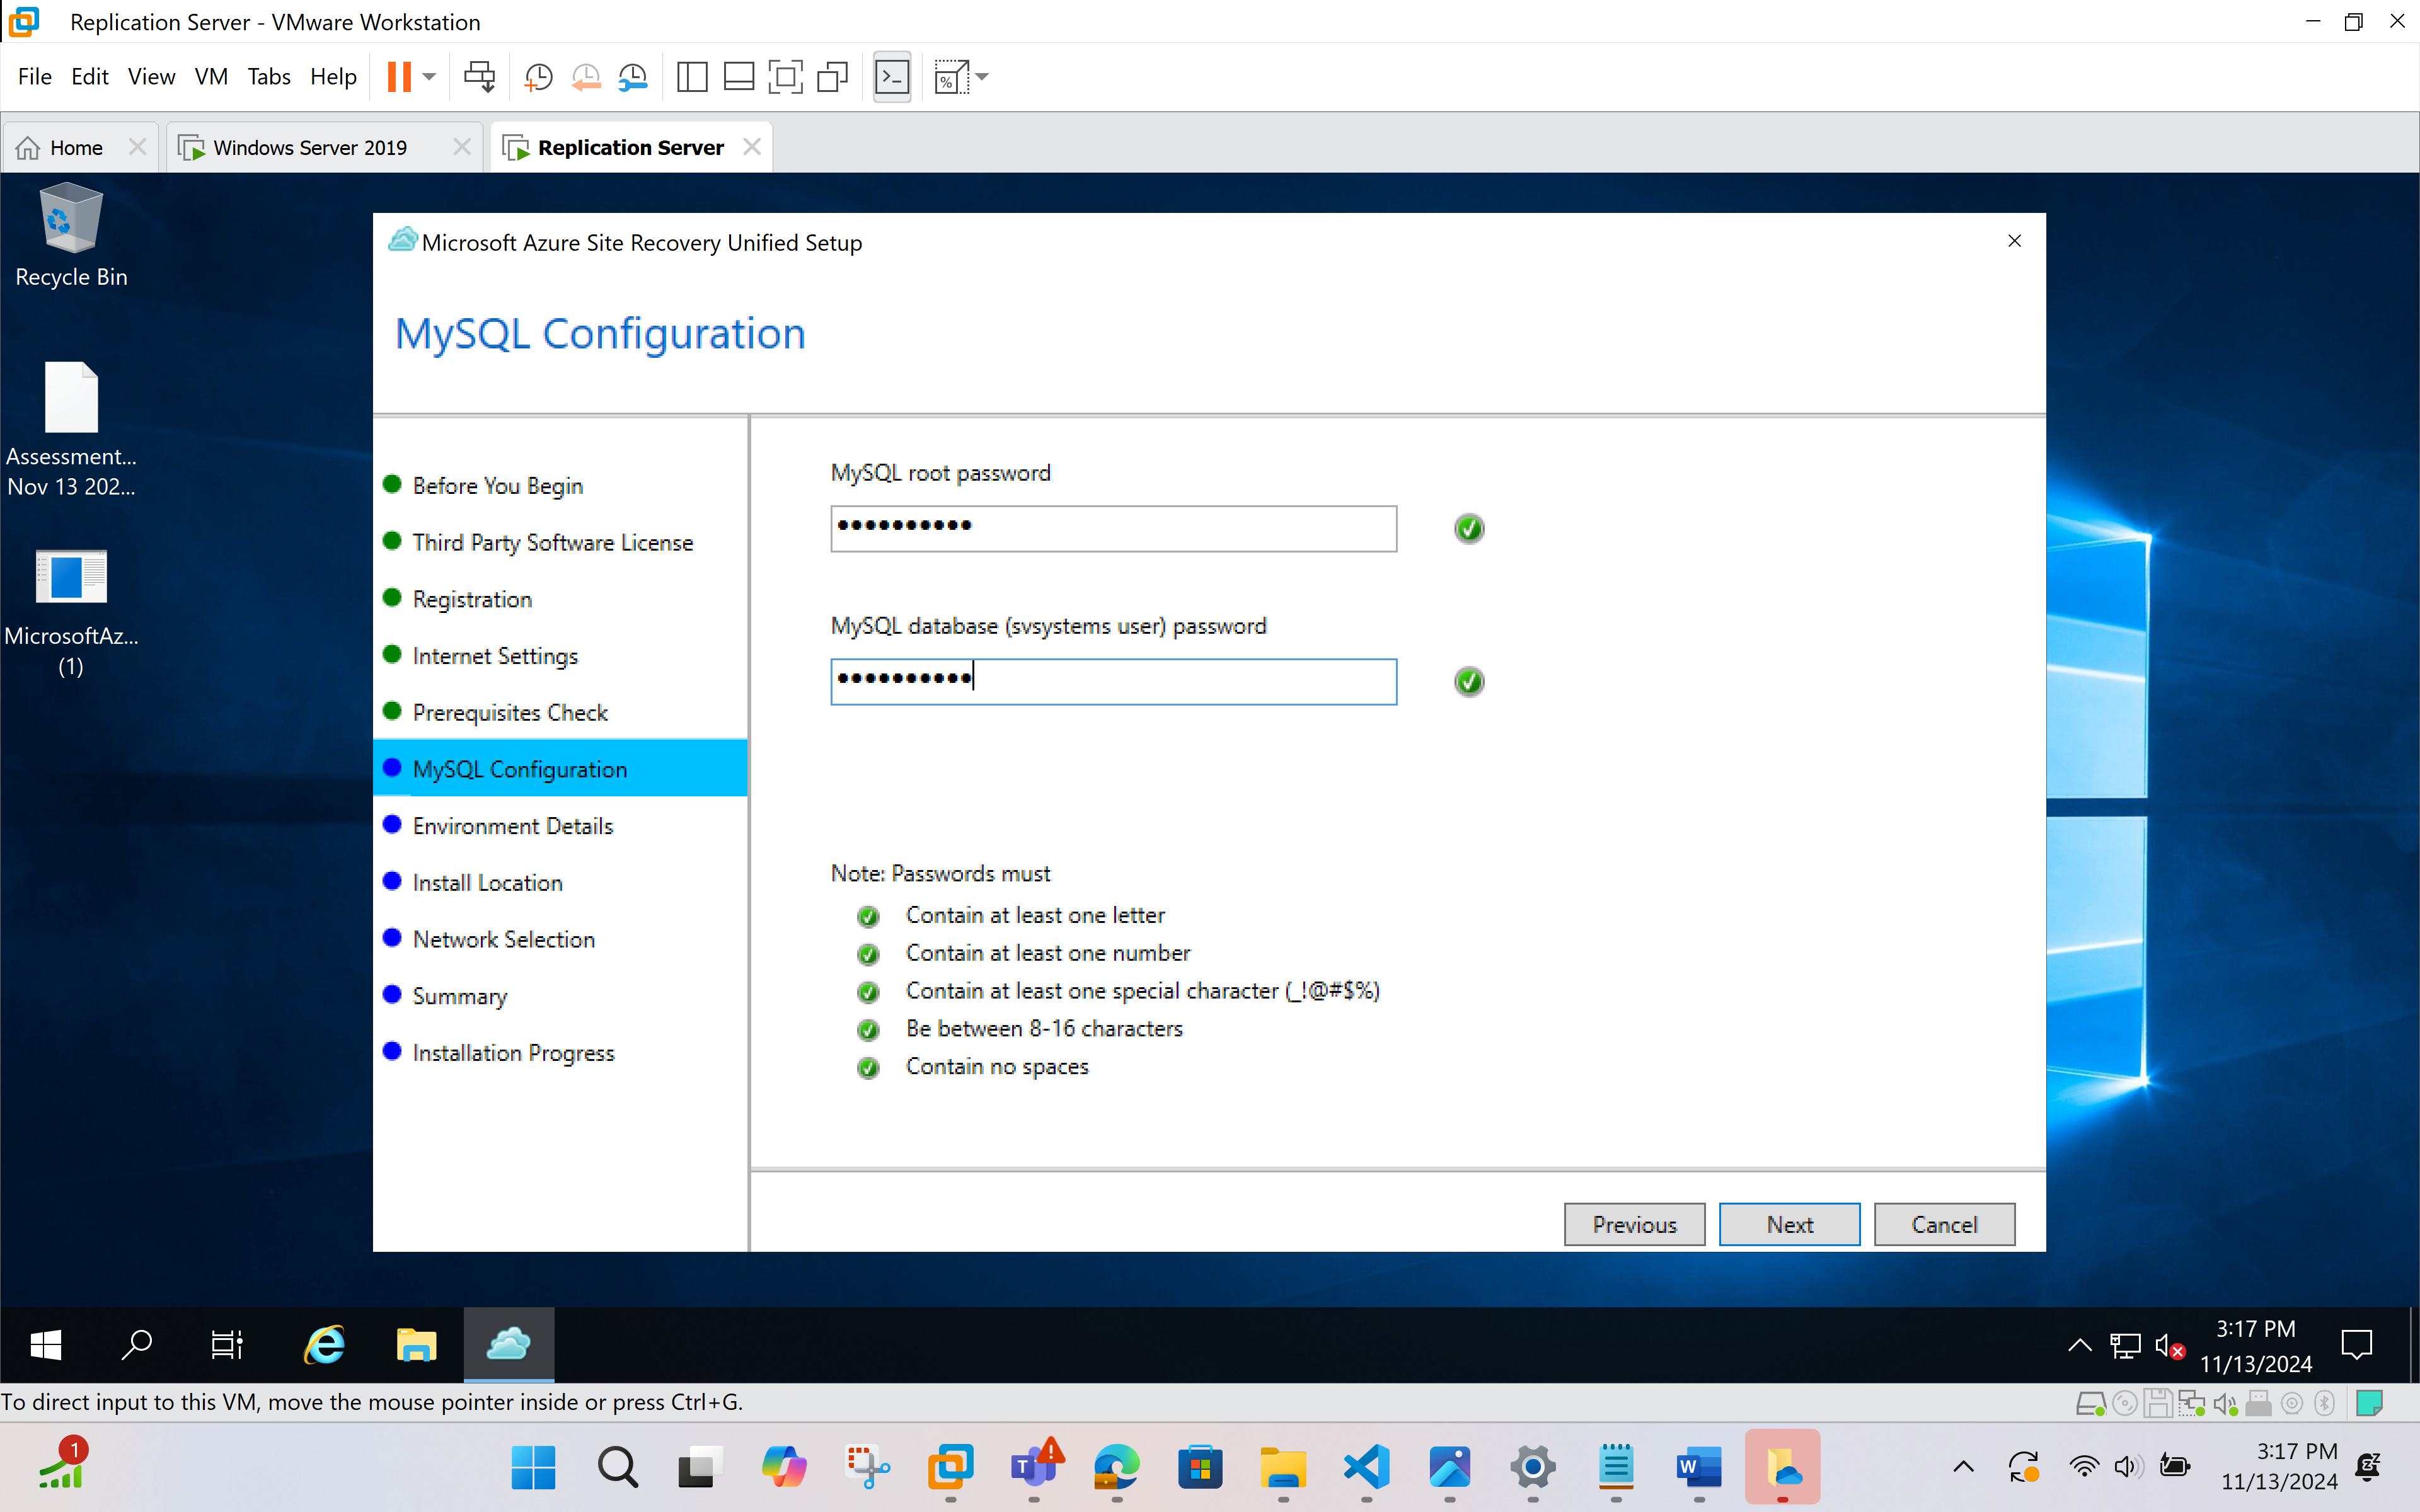 Replication Server - VMware Workstation
File Edit View VM Tabs Help
Home
Windows Server 2019
Replication Server
Recycle Bin
Assessment...
Nov 13 202...
MicrosoftAz...
(1)
Microsoft Azure Site Recovery Unified Setup
MySQL Configuration
Before You Begin
Third Party Software License
Registration
Internet Settings
Prerequisites Check
MySQL Configuration
Environment Details
Install Location
Network Selection
Summary
Installation Progress
MySQL root password
MySQL database (svsystems user) password
Note: Passwords must
Contain at least one letter
Contain at least one number
Contain at least one special character (_!@#$%)
Be between 8-16 characters
Contain no spaces
Previous
Next
Cancel
3:17 PM
11/13/2024
To direct input to this VM, move the mouse pointer inside or press Ctrl+G.
1
3:17 PM
11/13/2024